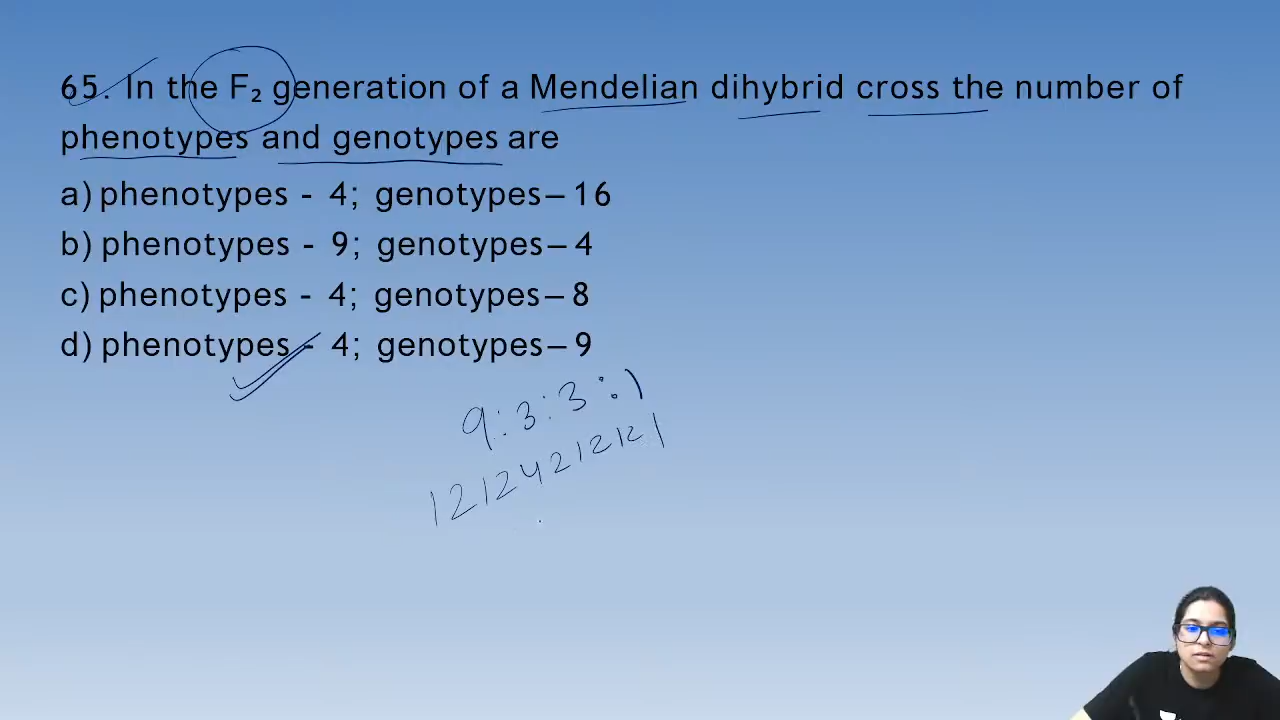 65. In the F₂ generation of a Mendelian dihybrid cross the number of
phenotypes and genotypes are
a) phenotypes - 4; genotypes–16
b) phenotypes - 9; genotypes–4
c) phenotypes - 4; genotypes–8
d) phenotypes - 4; genotypes–9
9:3:3:1